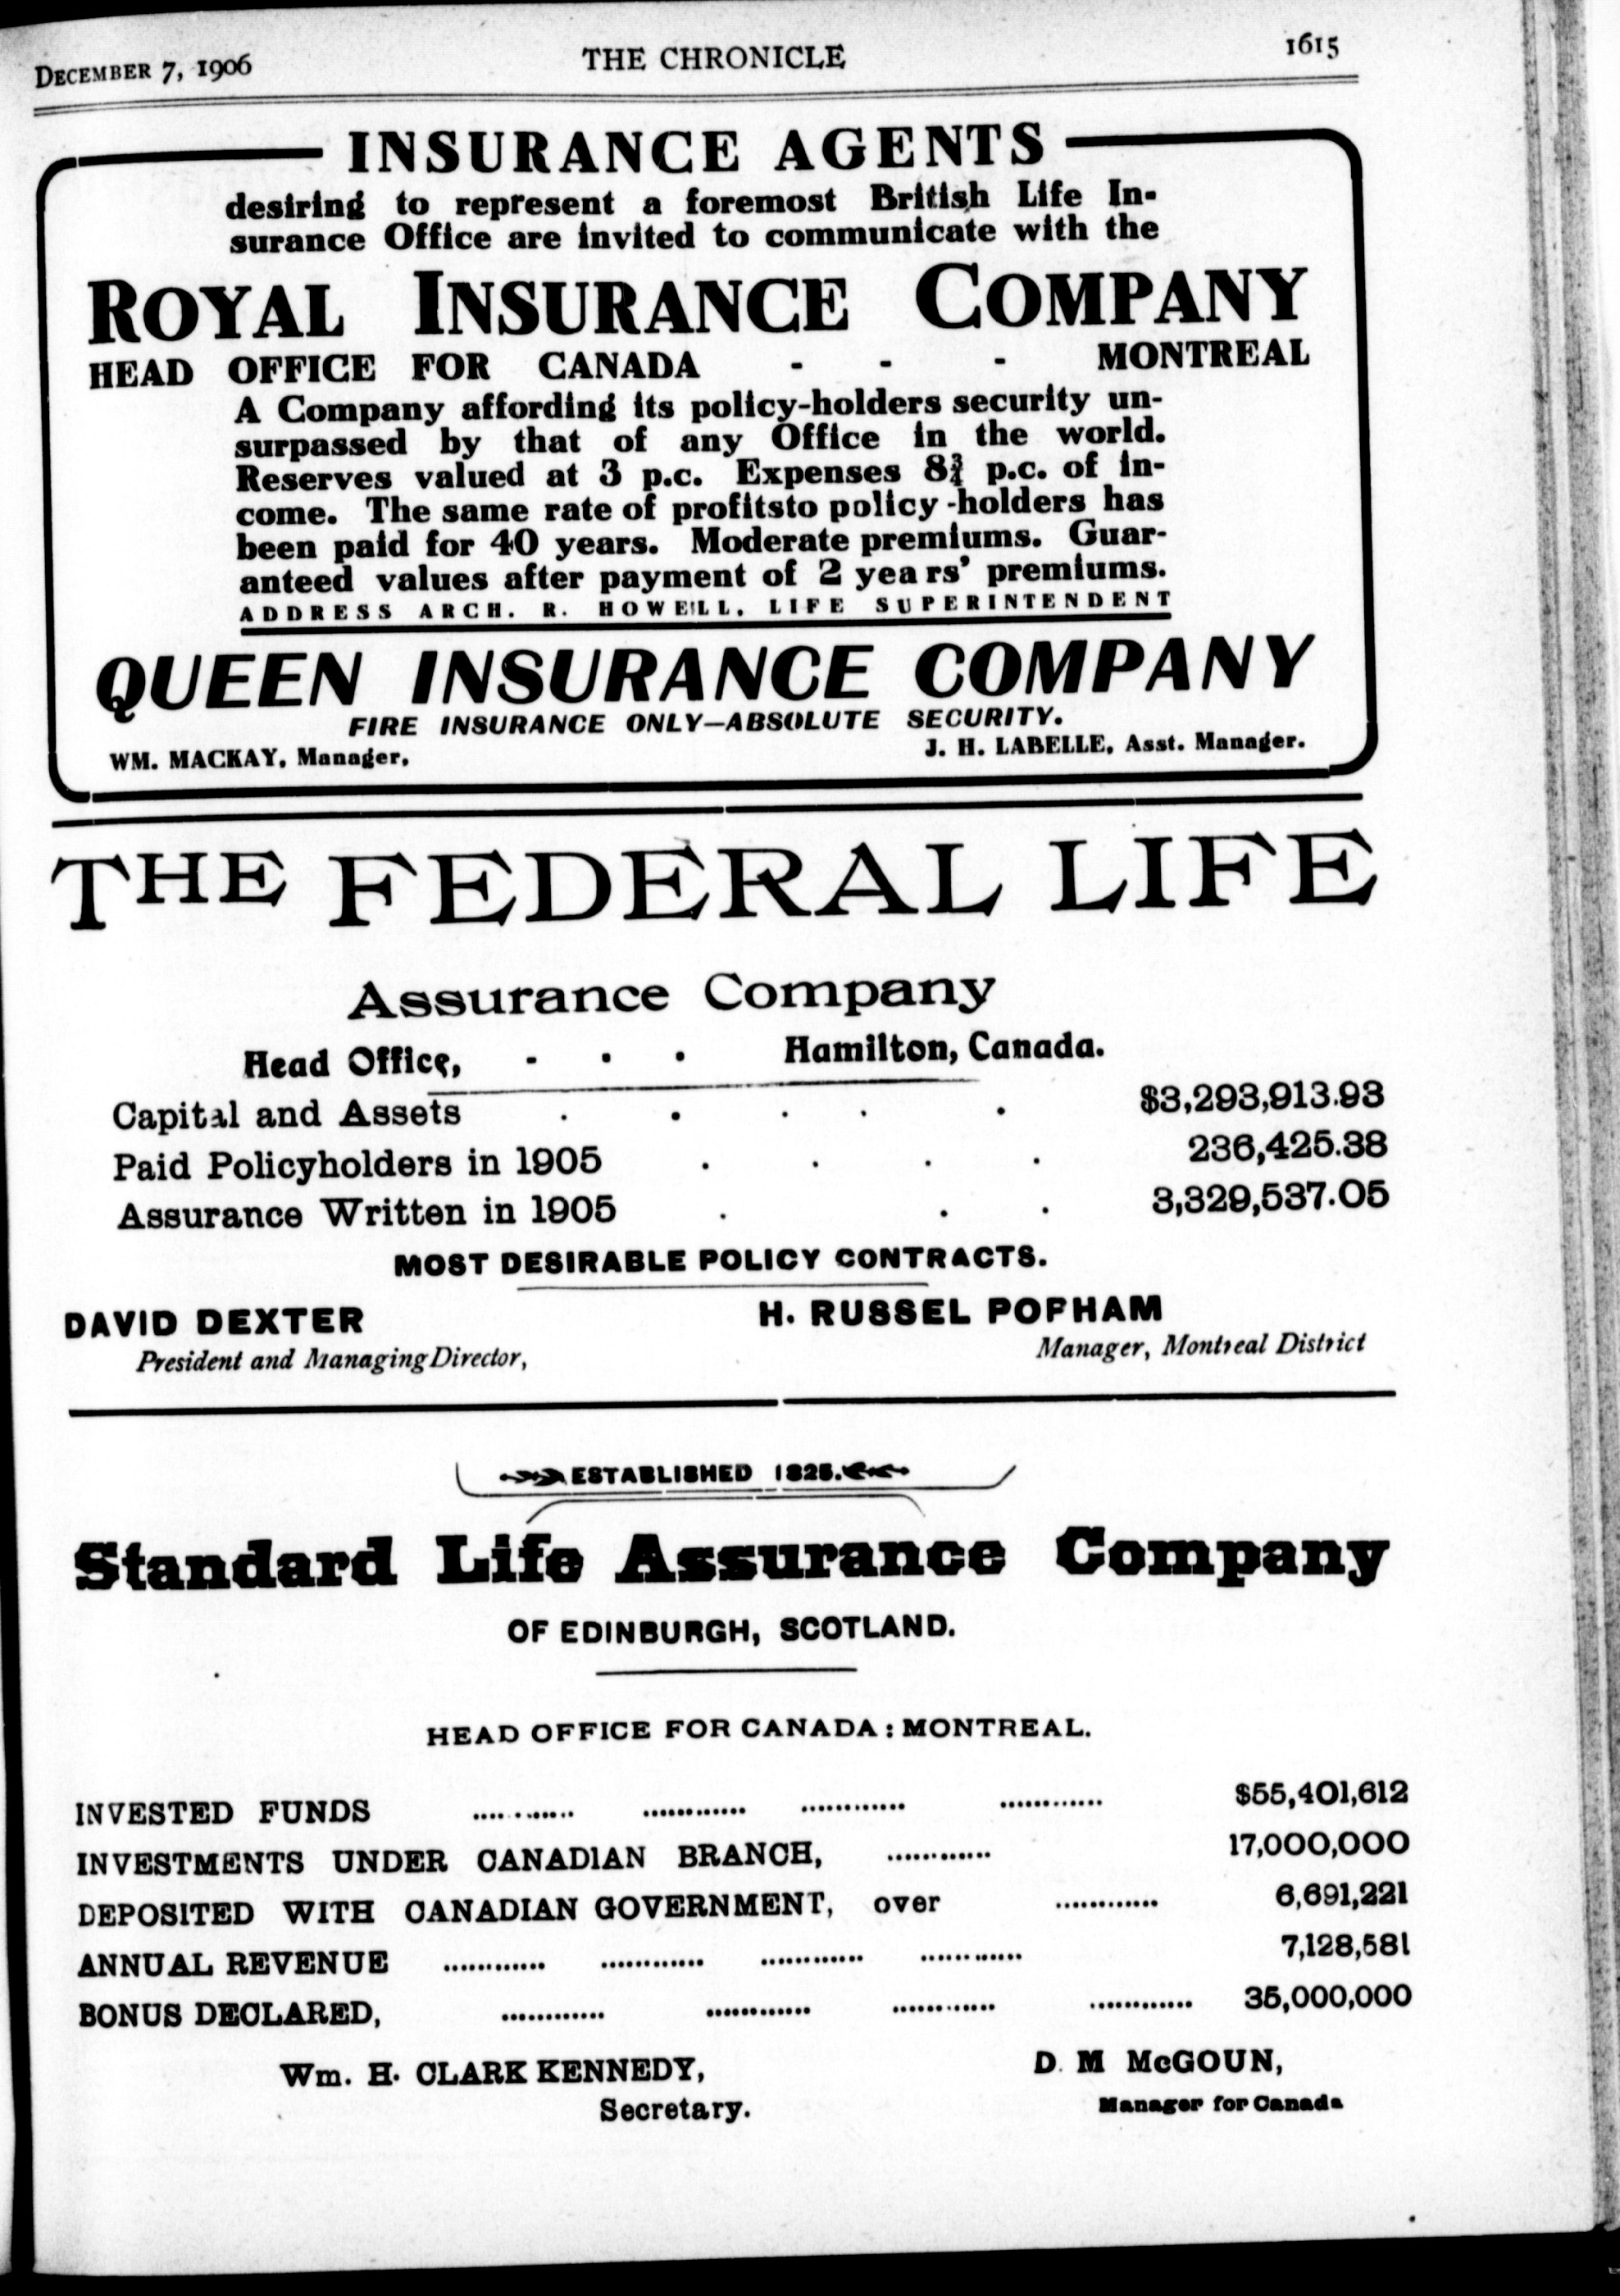 DECEMBER 7, 1906 THE CHRONICLE 1615
INSURANCE AGENTS
desiring to represent a foremost British Life In-
surance Office are invited to communicate with the
ROYAL INSURANCE COMPANY
HEAD OFFICE FOR CANADA - - - MONTREAL
A Company affording its policy-holders security un-
surpassed by that of any Office in the world.
Reserves valued at 3 p.c. Expenses 8¾ p.c. of in-
come. The same rate of profitsto policy -holders has
been paid for 40 years. Moderate premiums. Guar-
anteed values after payment of 2 years' premiums.
ADDRESS ARCH. R. HOWELL, LIFE SUPERINTENDENT
QUEEN INSURANCE COMPANY
FIRE INSURANCE ONLY—ABSOLUTE SECURITY.
WM. MACKAY, Manager, J. H. LABELLE, Asst. Manager.
THE FEDERAL LIFE
Assurance Company
Head Office, - - - Hamilton, Canada.
Capital and Assets . . . . . $3,293,913.93
Paid Policyholders in 1905 . . . . 236,425.38
Assurance Written in 1905 . . . 3,329,537.05
MOST DESIRABLE POLICY CONTRACTS.
DAVID DEXTER H. RUSSEL POPHAM
President and Managing Director, Manager, Montreal District
ESTABLISHED 1825.
Standard Life Assurance Company
OF EDINBURGH, SCOTLAND.
HEAD OFFICE FOR CANADA : MONTREAL.
INVESTED FUNDS ............ ............ ............ ............ $55,401,612
INVESTMENTS UNDER CANADIAN BRANCH, ............ 17,000,000
DEPOSITED WITH CANADIAN GOVERNMENT, over ............ 6,691,221
ANNUAL REVENUE ............ ............ ............ ............ 7,128,581
BONUS DECLARED, ............ ............ ............ ............ 35,000,000
Wm. H. CLARK KENNEDY, D. M McGOUN,
Secretary. Manager for Canada